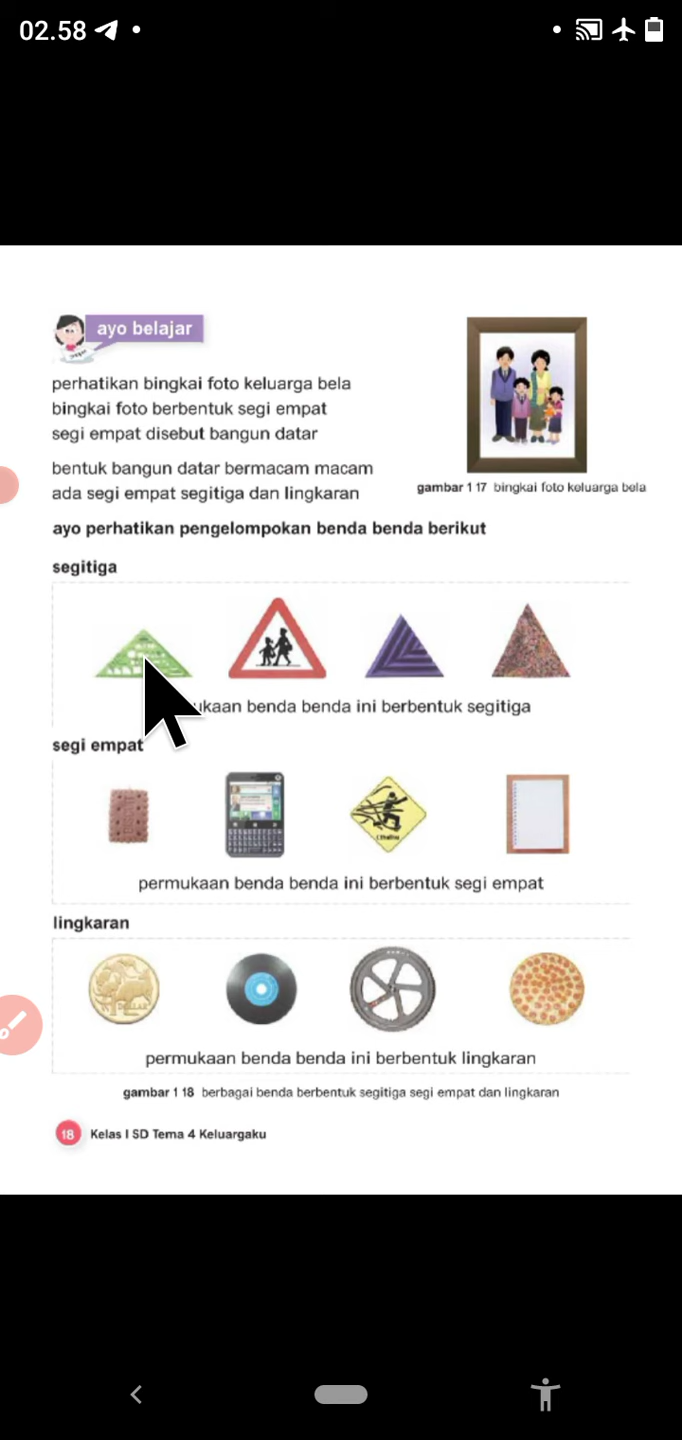 02.58
ayo belajar
perhatikan bingkai foto keluarga bela
bingkai foto berbentuk segi empat
segi empat disebut bangun datar
bentuk bangun datar bermacam macam
ada segi empat segitiga dan lingkaran
gambar 1 17 bingkai foto keluarga bela
ayo perhatikan pengelompokan benda benda berikut
segitiga
benda benda ini berbentuk segitiga
segi empat
permukaan benda benda ini berbentuk segi empat
lingkaran
permukaan benda benda ini berbentuk lingkaran
gambar 1 18 berbagai benda berbentuk segitiga segi empat dan lingkaran
18 Kelas I SD Tema 4 Keluargaku